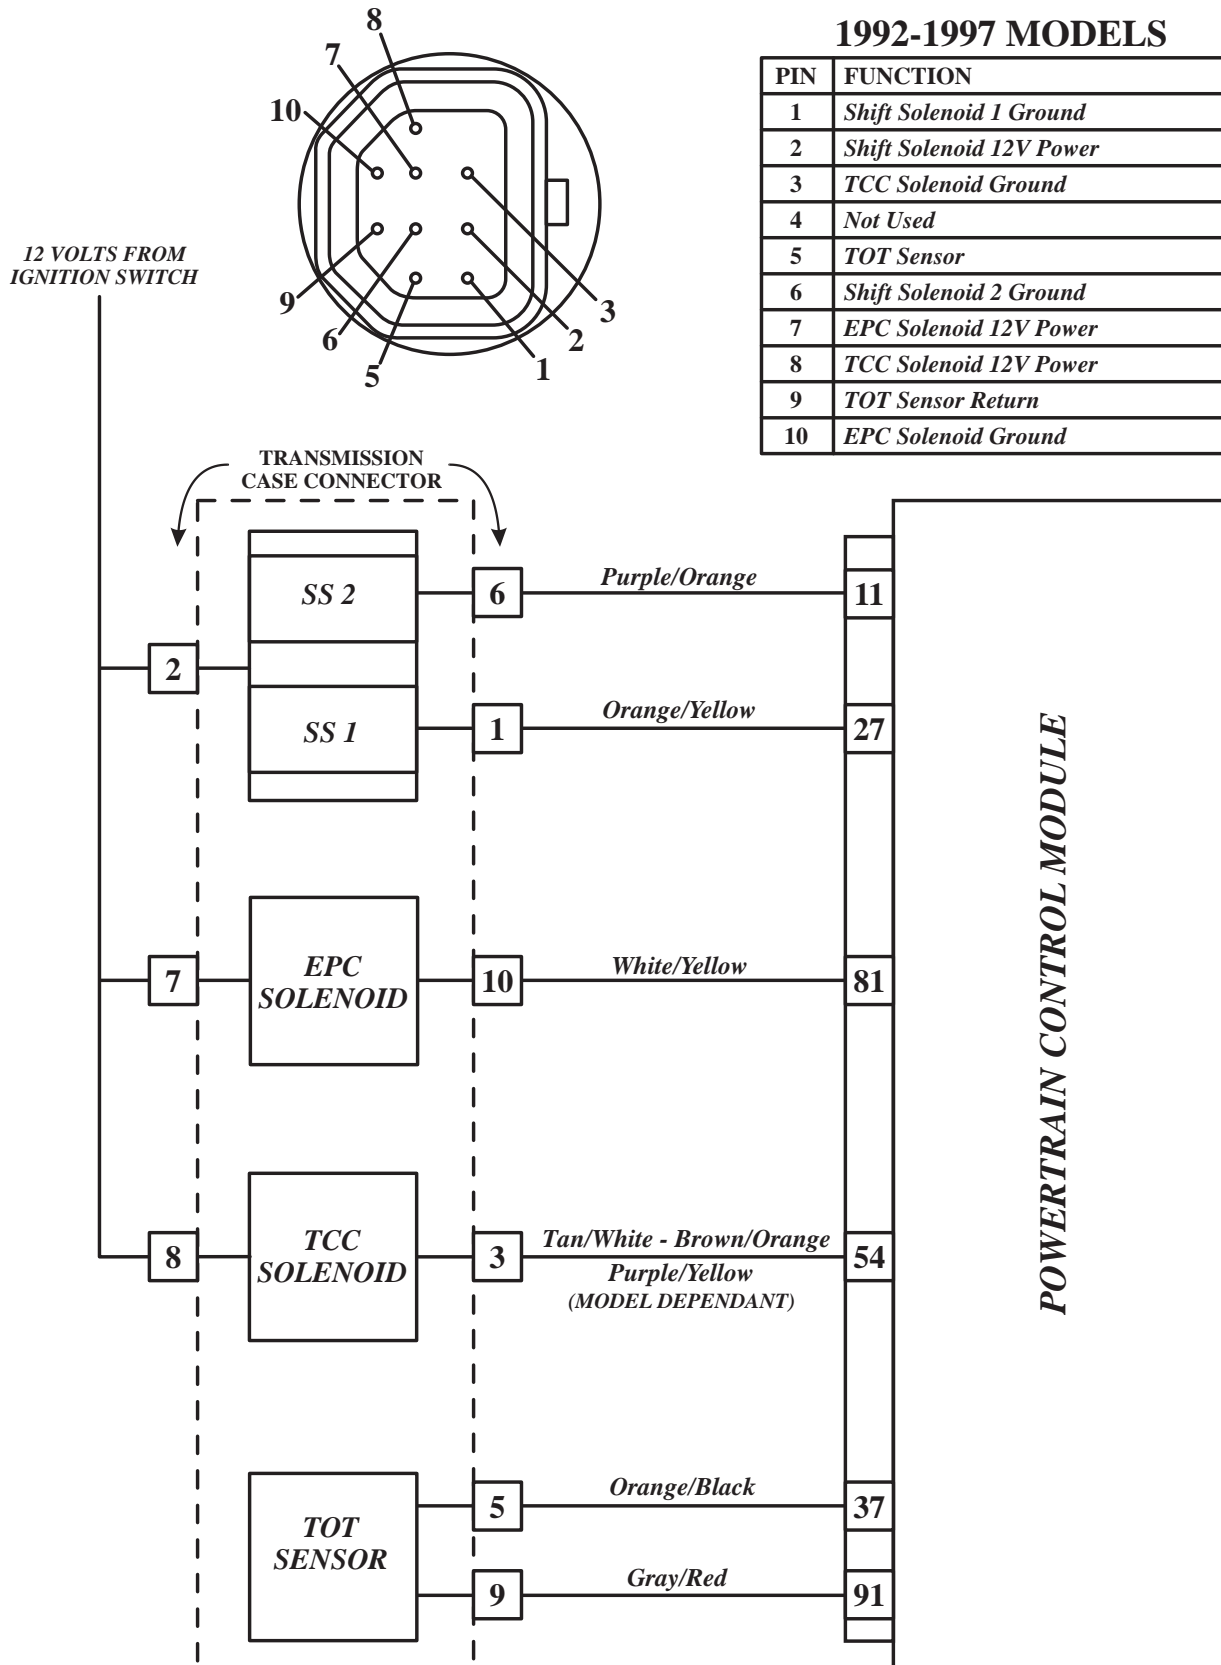 1992-1997 MODELS
PIN FUNCTION
1 Shift Solenoid 1 Ground
2 Shift Solenoid 12V Power
3 TCC Solenoid Ground
4 Not Used
5 TOT Sensor
6 Shift Solenoid 2 Ground
7 EPC Solenoid 12V Power
8 TCC Solenoid 12V Power
9 TOT Sensor Return
10 EPC Solenoid Ground
8
7
10
9
6
5
3
2
1
12 VOLTS FROM
IGNITION SWITCH
TRANSMISSION
CASE CONNECTOR
SS 2
6
Purple/Orange
11
2
SS 1
1
Orange/Yellow
27
7
EPC
SOLENOID
10
White/Yellow
81
8
TCC
SOLENOID
3
Tan/White - Brown/Orange
Purple/Yellow
(MODEL DEPENDANT)
54
TOT
SENSOR
5
Orange/Black
37
9
Gray/Red
91
POWERTRAIN CONTROL MODULE